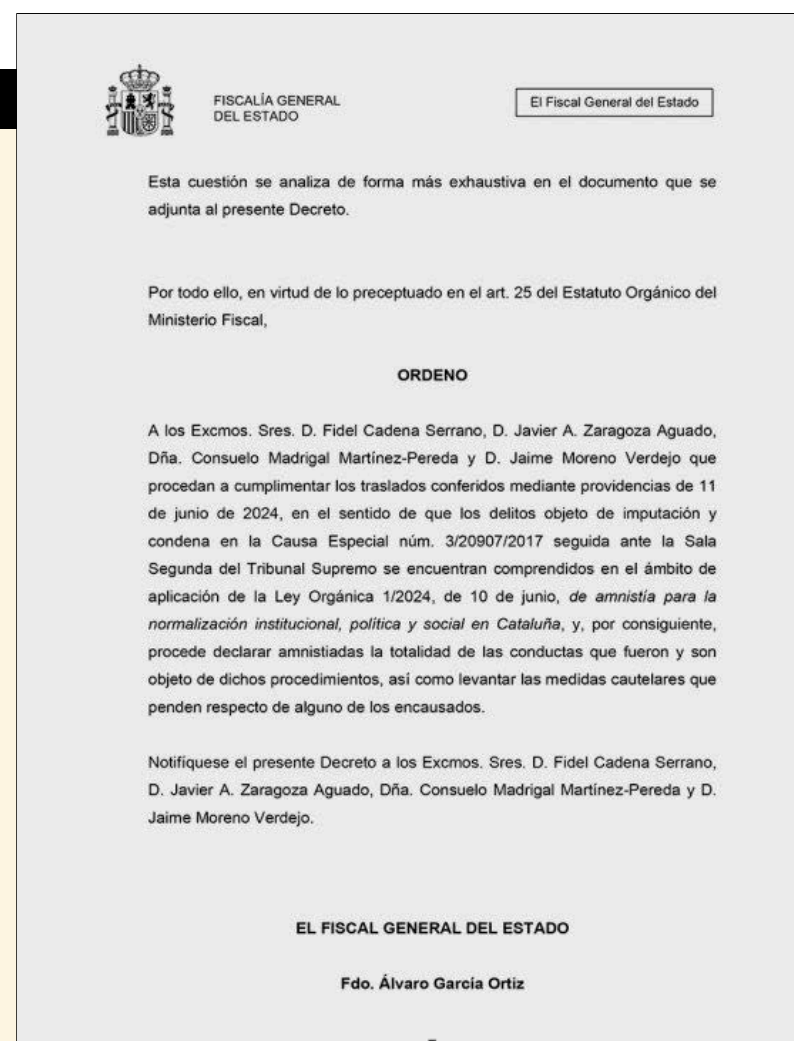 FISCALÍA GENERAL
DEL ESTADO
El Fiscal General del Estado
Esta cuestión se analiza de forma más exhaustiva en el documento que se
adjunta al presente Decreto.
Por todo ello, en virtud de lo preceptuado en el art. 25 del Estatuto Orgánico del
Ministerio Fiscal,
ORDENO
A los Excmos. Sres. D. Fidel Cadena Serrano, D. Javier A. Zaragoza Aguado,
Dña. Consuelo Madrigal Martínez-Pereda y D. Jaime Moreno Verdejo que
procedan a cumplimentar los traslados conferidos mediante providencias de 11
de junio de 2024, en el sentido de que los delitos objeto de imputación y
condena en la Causa Especial núm. 3/20907/2017 seguida ante la Sala
Segunda del Tribunal Supremo se encuentran comprendidos en el ámbito de
aplicación de la Ley Orgánica 1/2024, de 10 de junio, de amnistía para la
normalización institucional, política y social en Cataluña, y, por consiguiente,
procede declarar amnistiadas la totalidad de las conductas que fueron y son
objeto de dichos procedimientos, así como levantar las medidas cautelares que
penden respecto de alguno de los encausados.
Notifíquese el presente Decreto a los Excmos. Sres. D. Fidel Cadena Serrano,
D. Javier A. Zaragoza Aguado, Dña. Consuelo Madrigal Martínez-Pereda y D.
Jaime Moreno Verdejo.
EL FISCAL GENERAL DEL ESTADO
Fdo. Álvaro García Ortiz